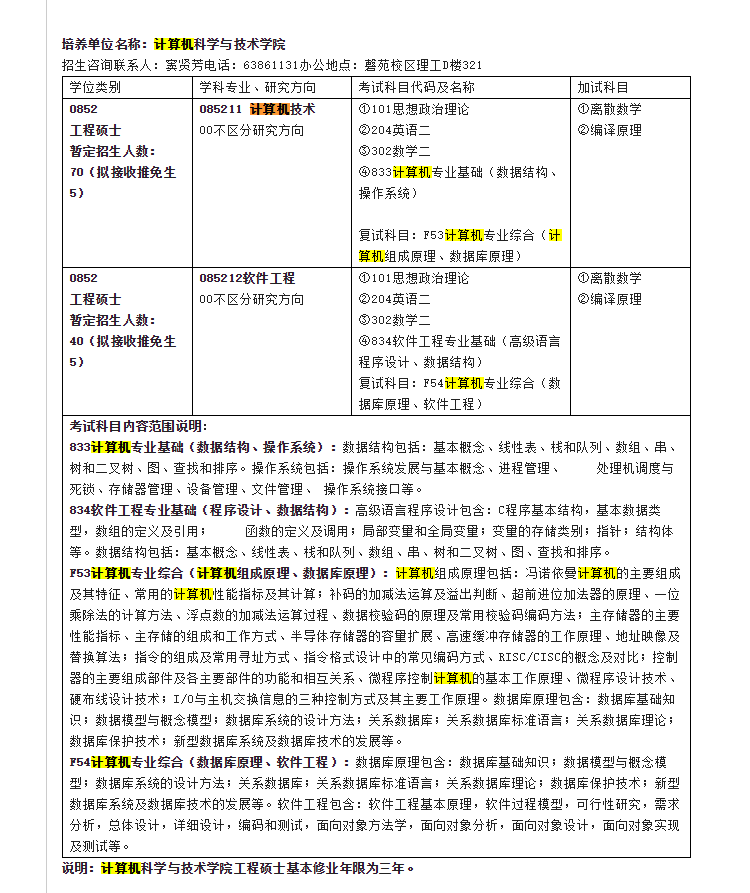 培养单位名称：计算机科学与技术学院
招生咨询联系人：窦贤芳电话：63861131办公地点：磬苑校区理工D楼321
学位类别 学科专业、研究方向 考试科目代码及名称 加试科目
0852
工程硕士
暂定招生人数：
70（拟接收推免生
5）
085211 计算机技术
00不区分研究方向
①101思想政治理论
②204英语二
③302数学二
④833计算机专业基础（数据结构、
操作系统）
复试科目：F53计算机专业综合（计
算机组成原理、数据库原理）
①离散数学
②编译原理
0852
工程硕士
暂定招生人数：
40（拟接收推免生
5）
085212软件工程
00不区分研究方向
①101思想政治理论
②204英语二
③302数学二
④834软件工程专业基础（高级语言
程序设计、数据结构）
复试科目：F54计算机专业综合（数
据库原理、软件工程）
①离散数学
②编译原理
考试科目内容范围说明：
833计算机专业基础（数据结构、操作系统）：数据结构包括：基本概念、线性表、栈和队列、数组、串、
树和二叉树、图、查找和排序。操作系统包括：操作系统发展与基本概念、进程管理、 处理机调度与
死锁、存储器管理、设备管理、文件管理、 操作系统接口等。
834软件工程专业基础（程序设计、数据结构）：高级语言程序设计包含：C程序基本结构，基本数据类
型，数组的定义及引用； 函数的定义及调用；局部变量和全局变量；变量的存储类别；指针；结构体
等。数据结构包括：基本概念、线性表、栈和队列、数组、串、树和二叉树、图、查找和排序。
F53计算机专业综合（计算机组成原理、数据库原理）：计算机组成原理包括：冯诺依曼计算机的主要组成
及其特征、常用的计算机性能指标及其计算；补码的加减法运算及溢出判断、超前进位加法器的原理、一位
乘除法的计算方法、浮点数的加减法运算过程、数据校验码的原理及常用校验码编码方法；主存储器的主要
性能指标、主存储的组成和工作方式、半导体存储器的容量扩展、高速缓冲存储器的工作原理、地址映像及
替换算法；指令的组成及常用寻址方式、指令格式设计中的常见编码方式、RISC/CISC的概念及对比；控制
器的主要组成部件及各主要部件的功能和相互关系、微程序控制计算机的基本工作原理、微程序设计技术、
硬布线设计技术；I/O与主机交换信息的三种控制方式及其主要工作原理。数据库原理包含：数据库基础知
识；数据模型与概念模型；数据库系统的设计方法；关系数据库；关系数据库标准语言；关系数据库理论；
数据库保护技术；新型数据库系统及数据库技术的发展等。
F54计算机专业综合（数据库原理、软件工程）：数据库原理包含：数据库基础知识；数据模型与概念模
型；数据库系统的设计方法；关系数据库；关系数据库标准语言；关系数据库理论；数据库保护技术；新型
数据库系统及数据库技术的发展等。软件工程包含：软件工程基本原理，软件过程模型，可行性研究，需求
分析，总体设计，详细设计，编码和测试，面向对象方法学，面向对象分析，面向对象设计，面向对象实现
及测试等。
说明：计算机科学与技术学院工程硕士基本修业年限为三年。